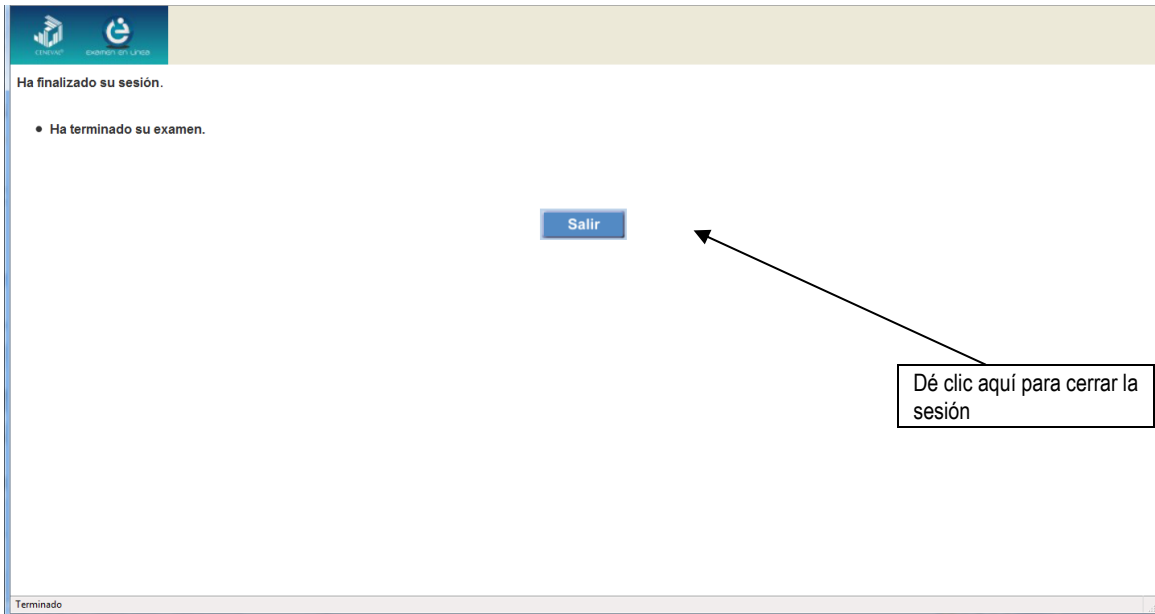 CENEVAL®
examen en línea
Ha finalizado su sesión.
Ha terminado su examen.
Salir
Dé clic aquí para cerrar la
sesión
Terminado